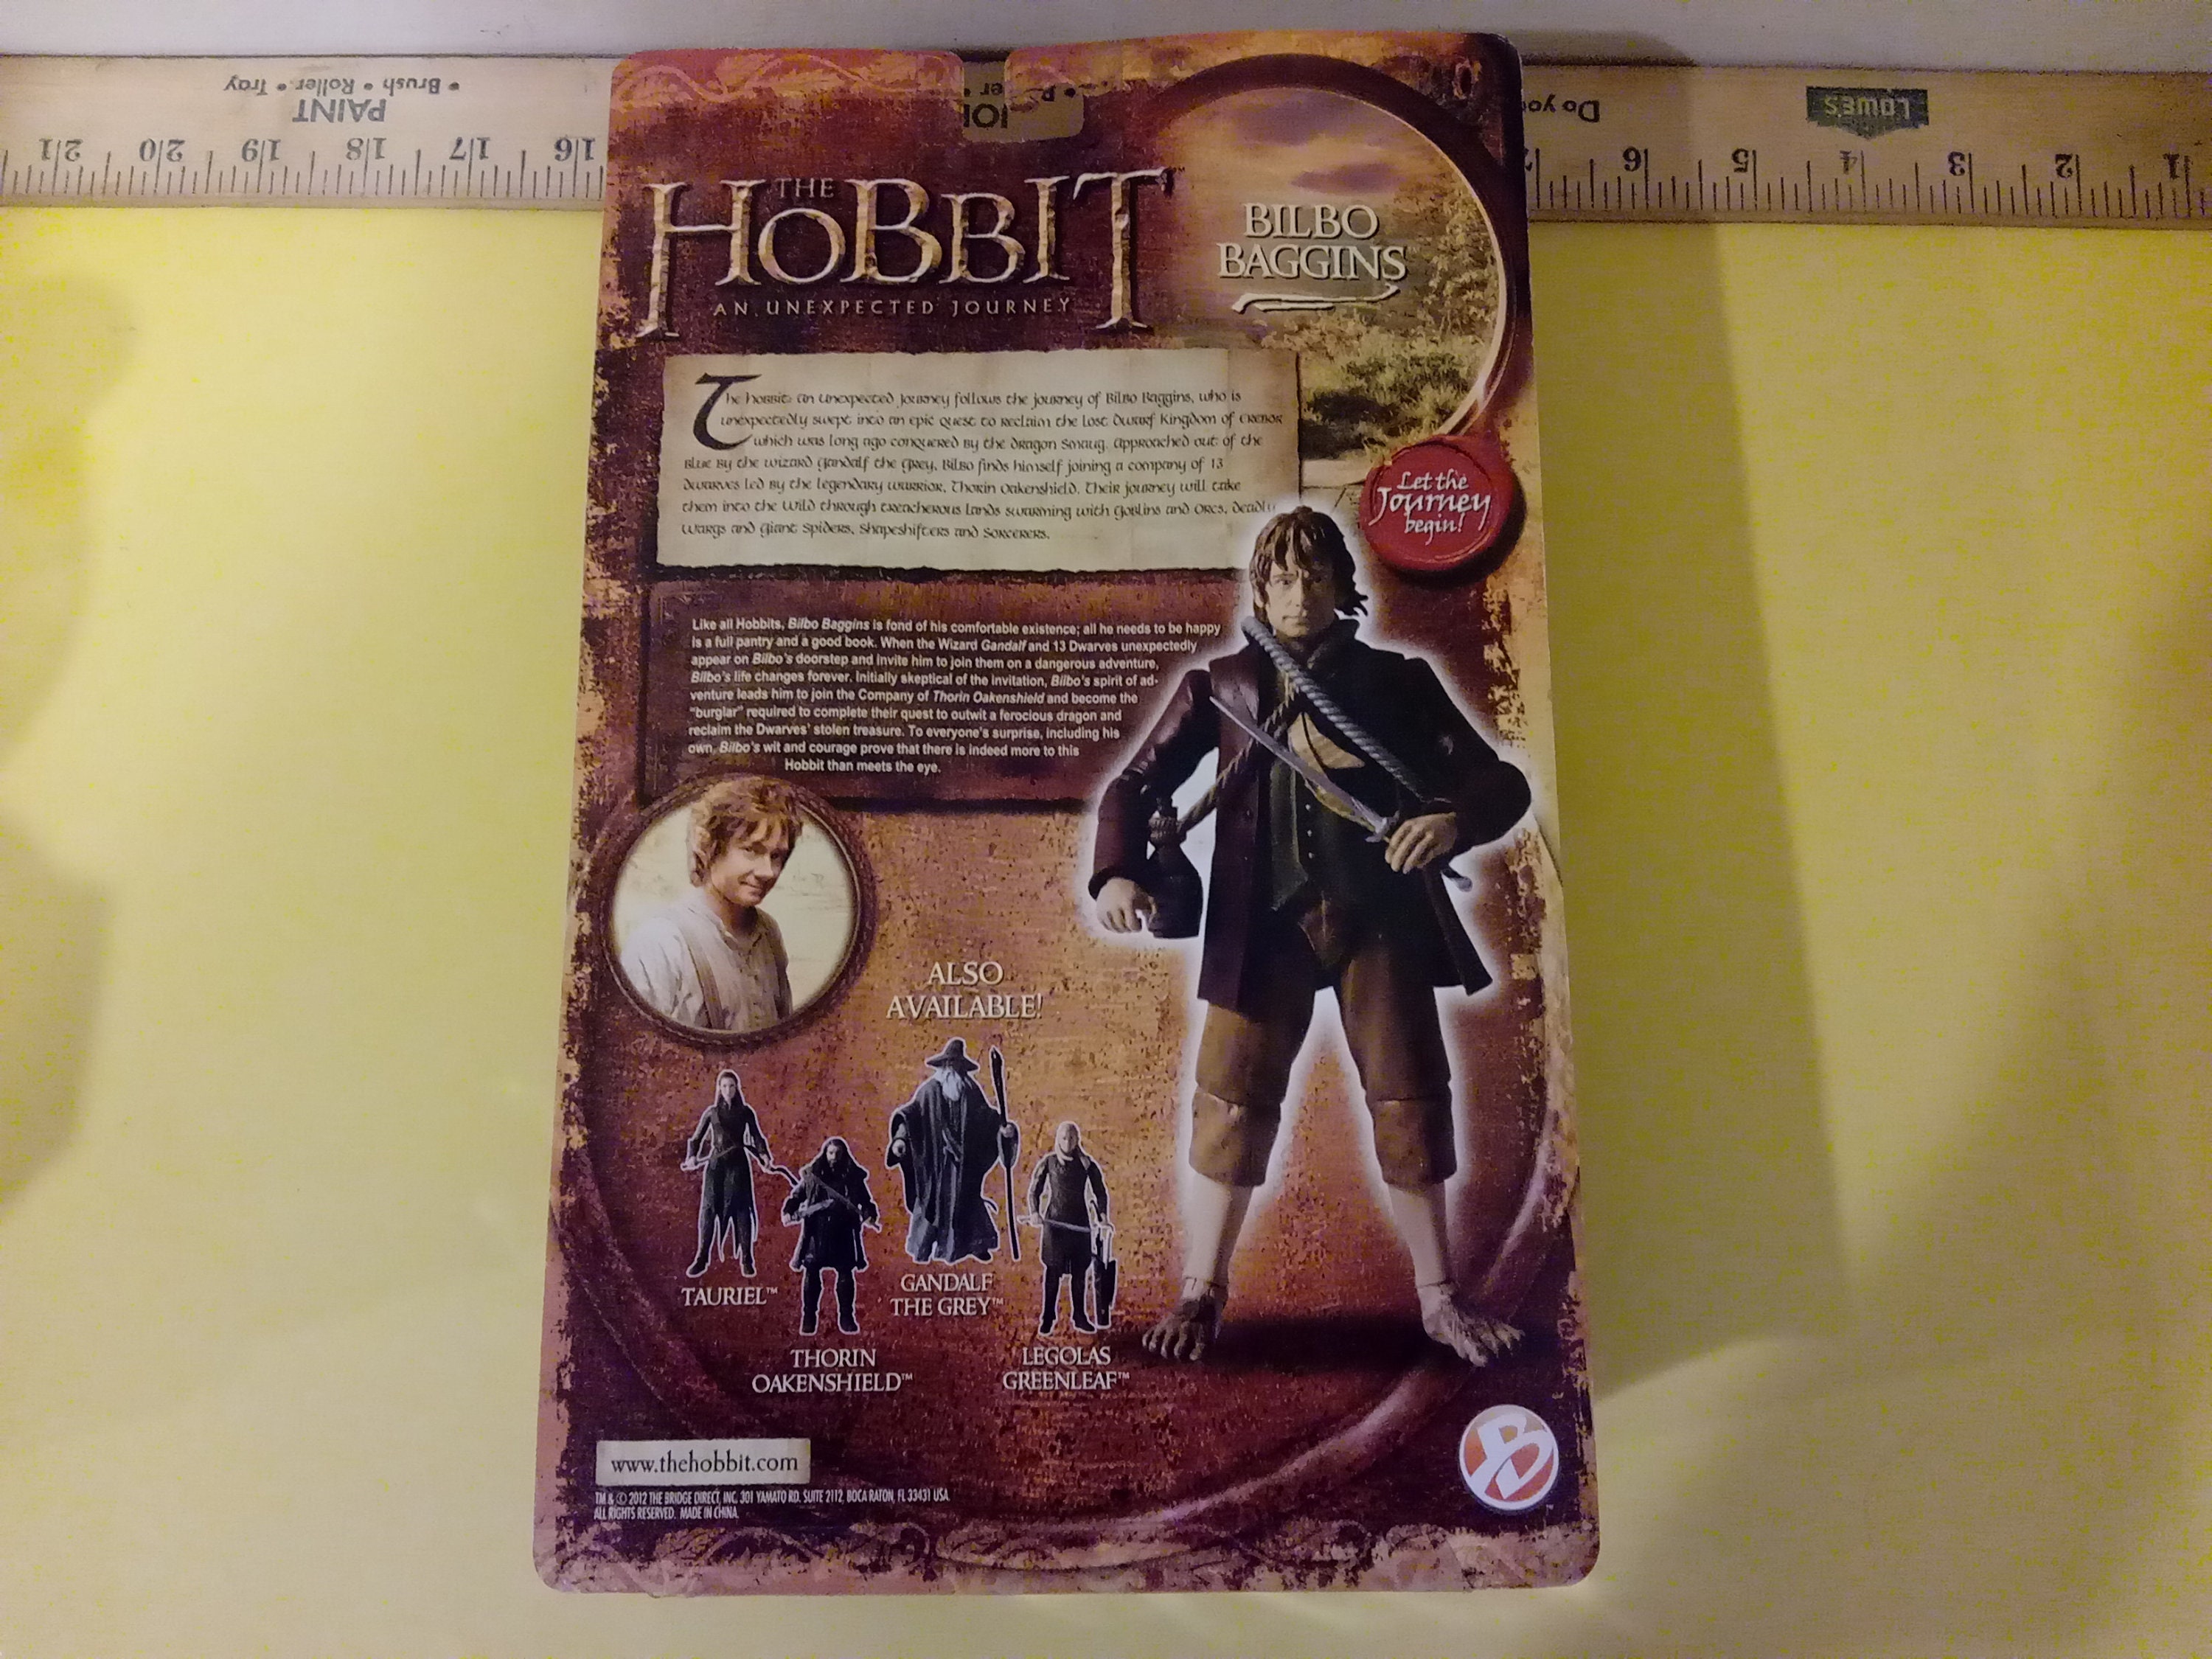 • Brush • Roller • Tray
PAINT
21 20 19 18 17 16
Do you
LOWE'S
6 5 4 3 2 1
THE
HOBBIT
AN UNEXPECTED JOURNEY
BILBO
BAGGINS
The Hobbit: An Unexpected Journey follows the journey of Bilbo Baggins, who is
unexpectedly swept into an epic quest to reclaim the lost Dwarf Kingdom of Erebor
which was long ago conquered by the dragon Smaug. Approached out of the
blue by the wizard Gandalf the Grey, Bilbo finds himself joining a company of 13
dwarves led by the legendary warrior, Thorin Oakenshield. Their journey will take
them into the Wild through treacherous lands swarming with Goblins and Orcs, deadly
Wargs and Giant Spiders, Shapeshifters and Sorcerers.
Let the
Journey
begin!
Like all Hobbits, Bilbo Baggins is fond of his comfortable existence; all he needs to be happy
is a full pantry and a good book. When the Wizard Gandalf and 13 Dwarves unexpectedly
appear on Bilbo's doorstep and invite him to join them on a dangerous adventure,
Bilbo's life changes forever. Initially skeptical of the invitation, Bilbo's spirit of ad-
venture leads him to join the Company of Thorin Oakenshield and become the
"burglar" required to complete their quest to outwit a ferocious dragon and
reclaim the Dwarves' stolen treasure. To everyone's surprise, including his
own, Bilbo's wit and courage prove that there is indeed more to this
Hobbit than meets the eye.
ALSO
AVAILABLE!
TAURIEL™
THORIN
OAKENSHIELD™
GANDALF
THE GREY™
LEGOLAS
GREENLEAF™
www.thehobbit.com
TM & © 2012 THE BRIDGE DIRECT, INC. 301 YAMATO RD. SUITE 2112, BOCA RATON, FL 33431 USA.
ALL RIGHTS RESERVED. MADE IN CHINA.
B